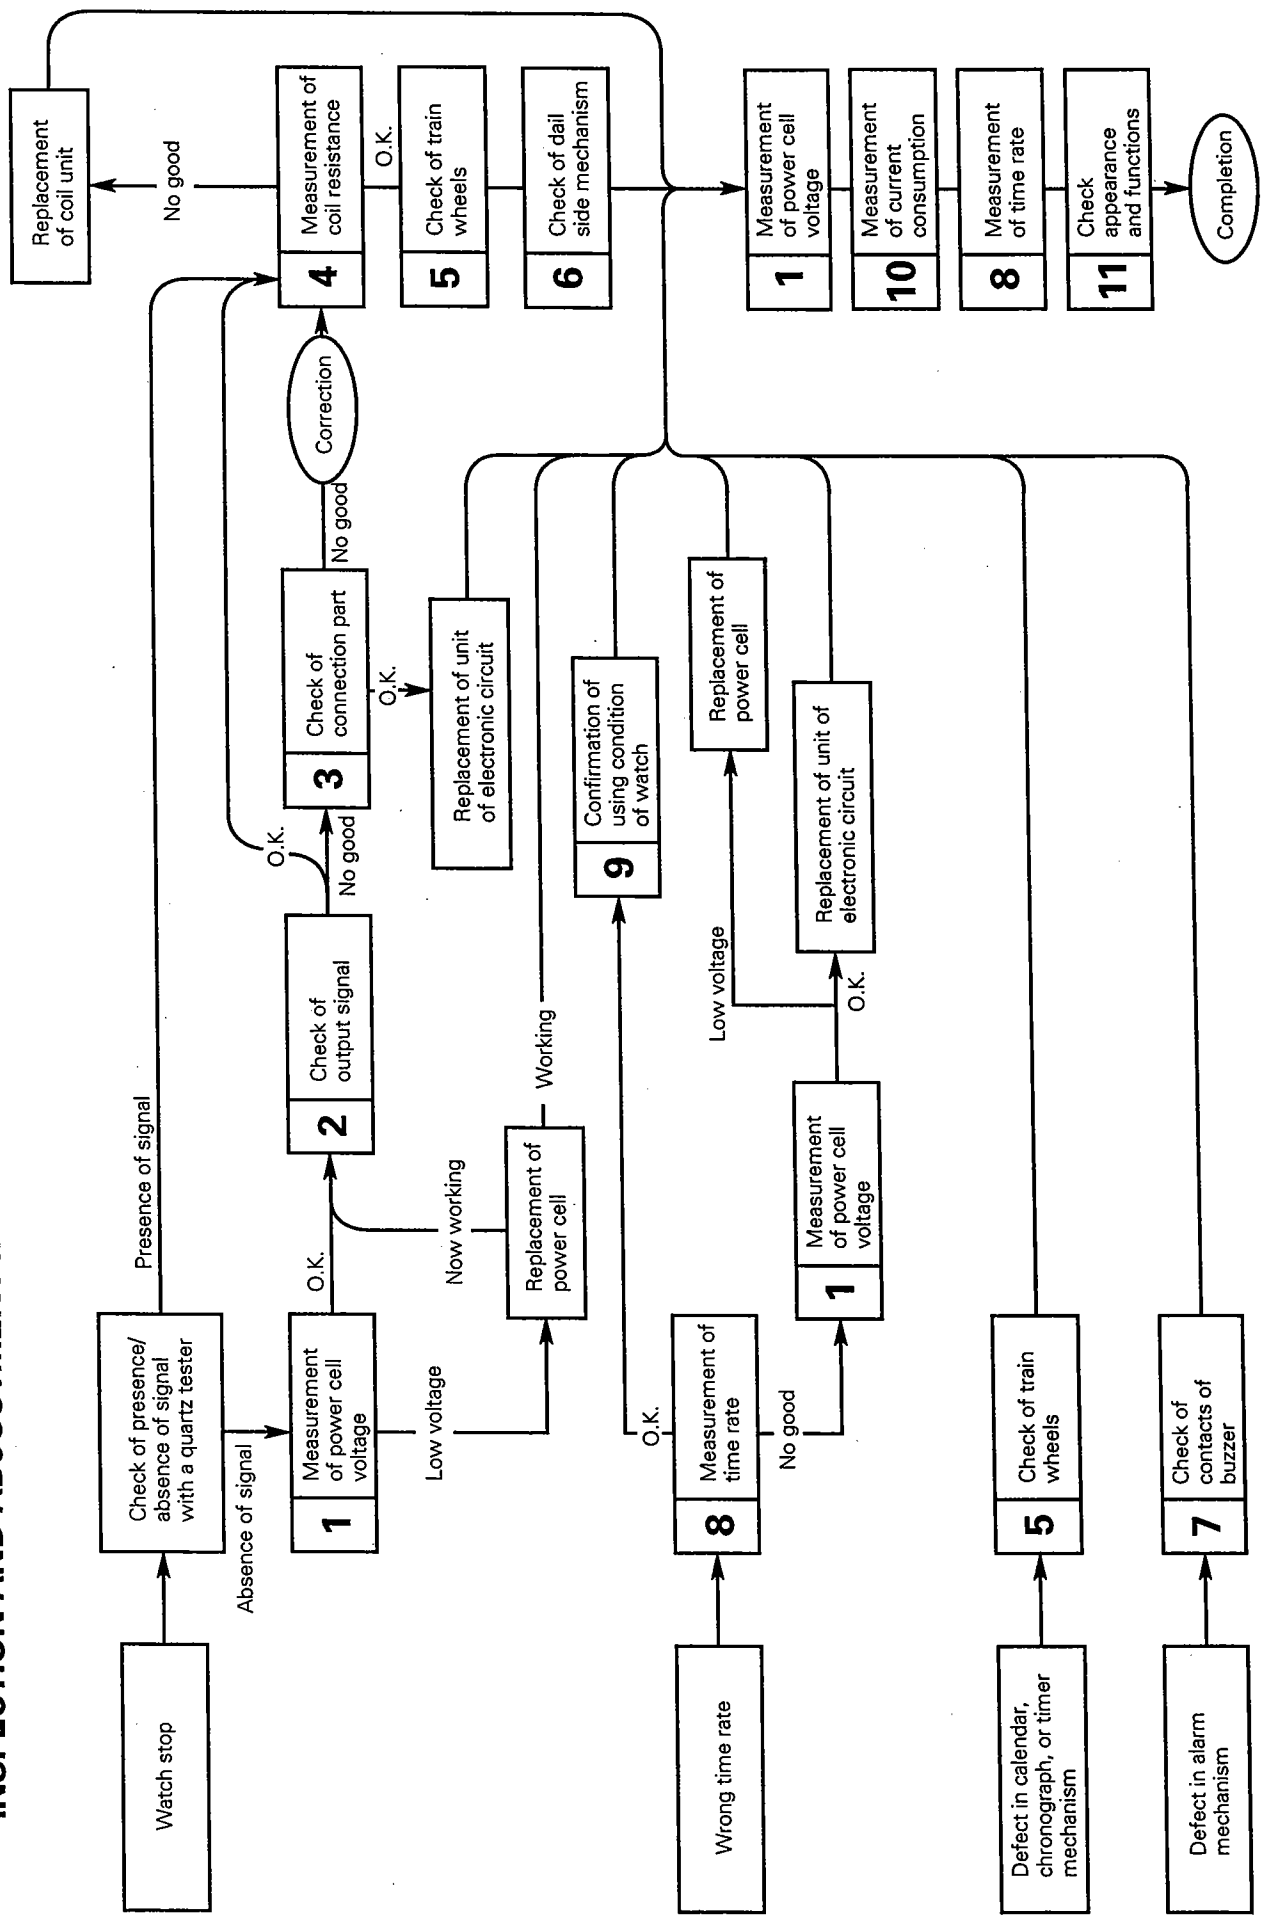 Watch stop
Check of presence/
absence of signal
with a quartz tester
Presence of signal
Absence of signal
1
Measurement
of power cell
voltage
O.K.
Low voltage
Replacement of
power cell
Now working
Working
2
Check of
output signal
O.K.
No good
3
Check of
connection part
No good
O.K.
Correction
Replacement of unit
of electronic circuit
4
Measurement of
coil resistance
No good
Replacement
of coil unit
O.K.
5
Check of train
wheels
6
Check of dail
side mechanism
Wrong time rate
8
Measurement of
time rate
O.K.
No good
9
Confirmation of
using condition
of watch
1
Measurement
of power cell
voltage
Low voltage
O.K.
Replacement of
power cell
Replacement of unit of
electronic circuit
Defect in calendar,
chronograph, or timer
mechanism
5
Check of train
wheels
Defect in alarm
mechanism
7
Check of
contacts of
buzzer
1
Measurement
of power cell
voltage
10
Measurement
of current
consumption
8
Measurement
of time rate
11
Check
appearance
and functions
Completion